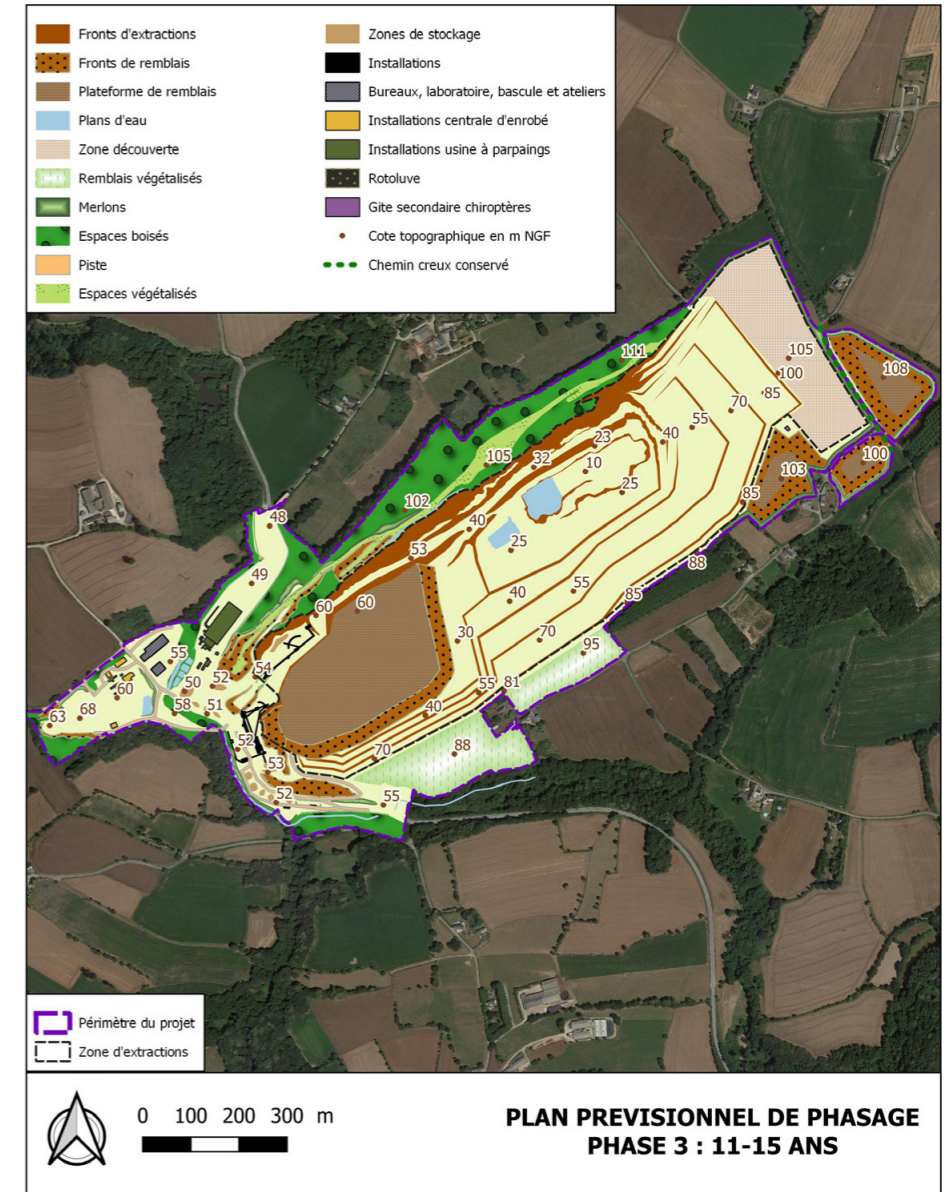 Fronts d'extractions
Fronts de remblais
Plateforme de remblais
Plans d'eau
Zone découverte
Remblais végétalisés
Merlons
Espaces boisés
Piste
Espaces végétalisés
Zones de stockage
Installations
Bureaux, laboratoire, bascule et ateliers
Installations centrale d'enrobé
Installations usine à parpaings
Rotoluve
Gite secondaire chiroptères
Cote topographique en m NGF
Chemin creux conservé
111
105
108
100
85
70
55
40
23
32
10
25
105
102
100
103
85
48
40
25
53
88
49
55
40
85
60
60
30
70
95
55
54
52
50
55
81
60
51
58
40
63
68
52
88
70
53
52
55
Périmètre du projet
Zone d'extractions
0 100 200 300 m
PLAN PREVISIONNEL DE PHASAGE
PHASE 3 : 11-15 ANS